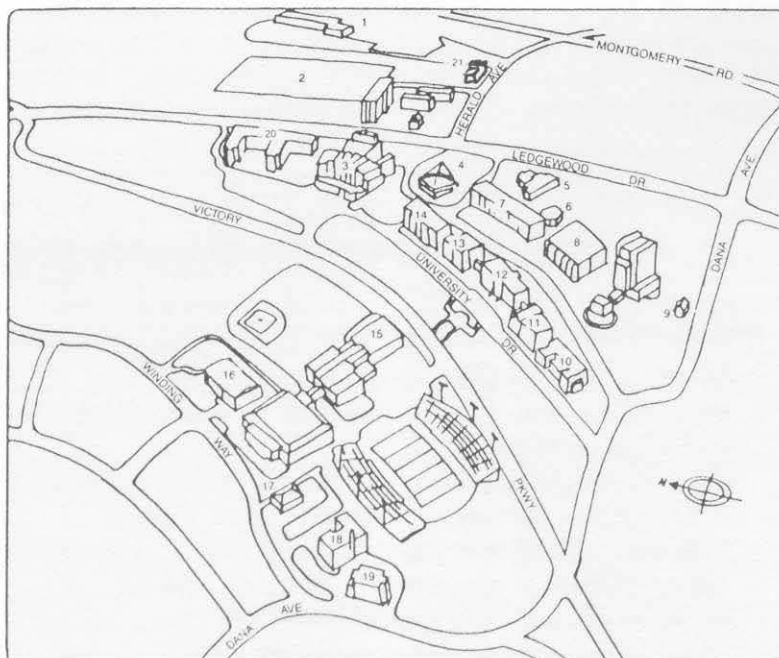 1
MONTGOMERY RD.
21
2
HERALD AVE
20
3
4
LEDGEWOOD DR
5
DANA AVE
6
7
8
VICTORY PKWY
14
13
UNIVERSITY DR
12
9
11
10
15
WINDING WAY
16
N
17
18
19
DANA AVE